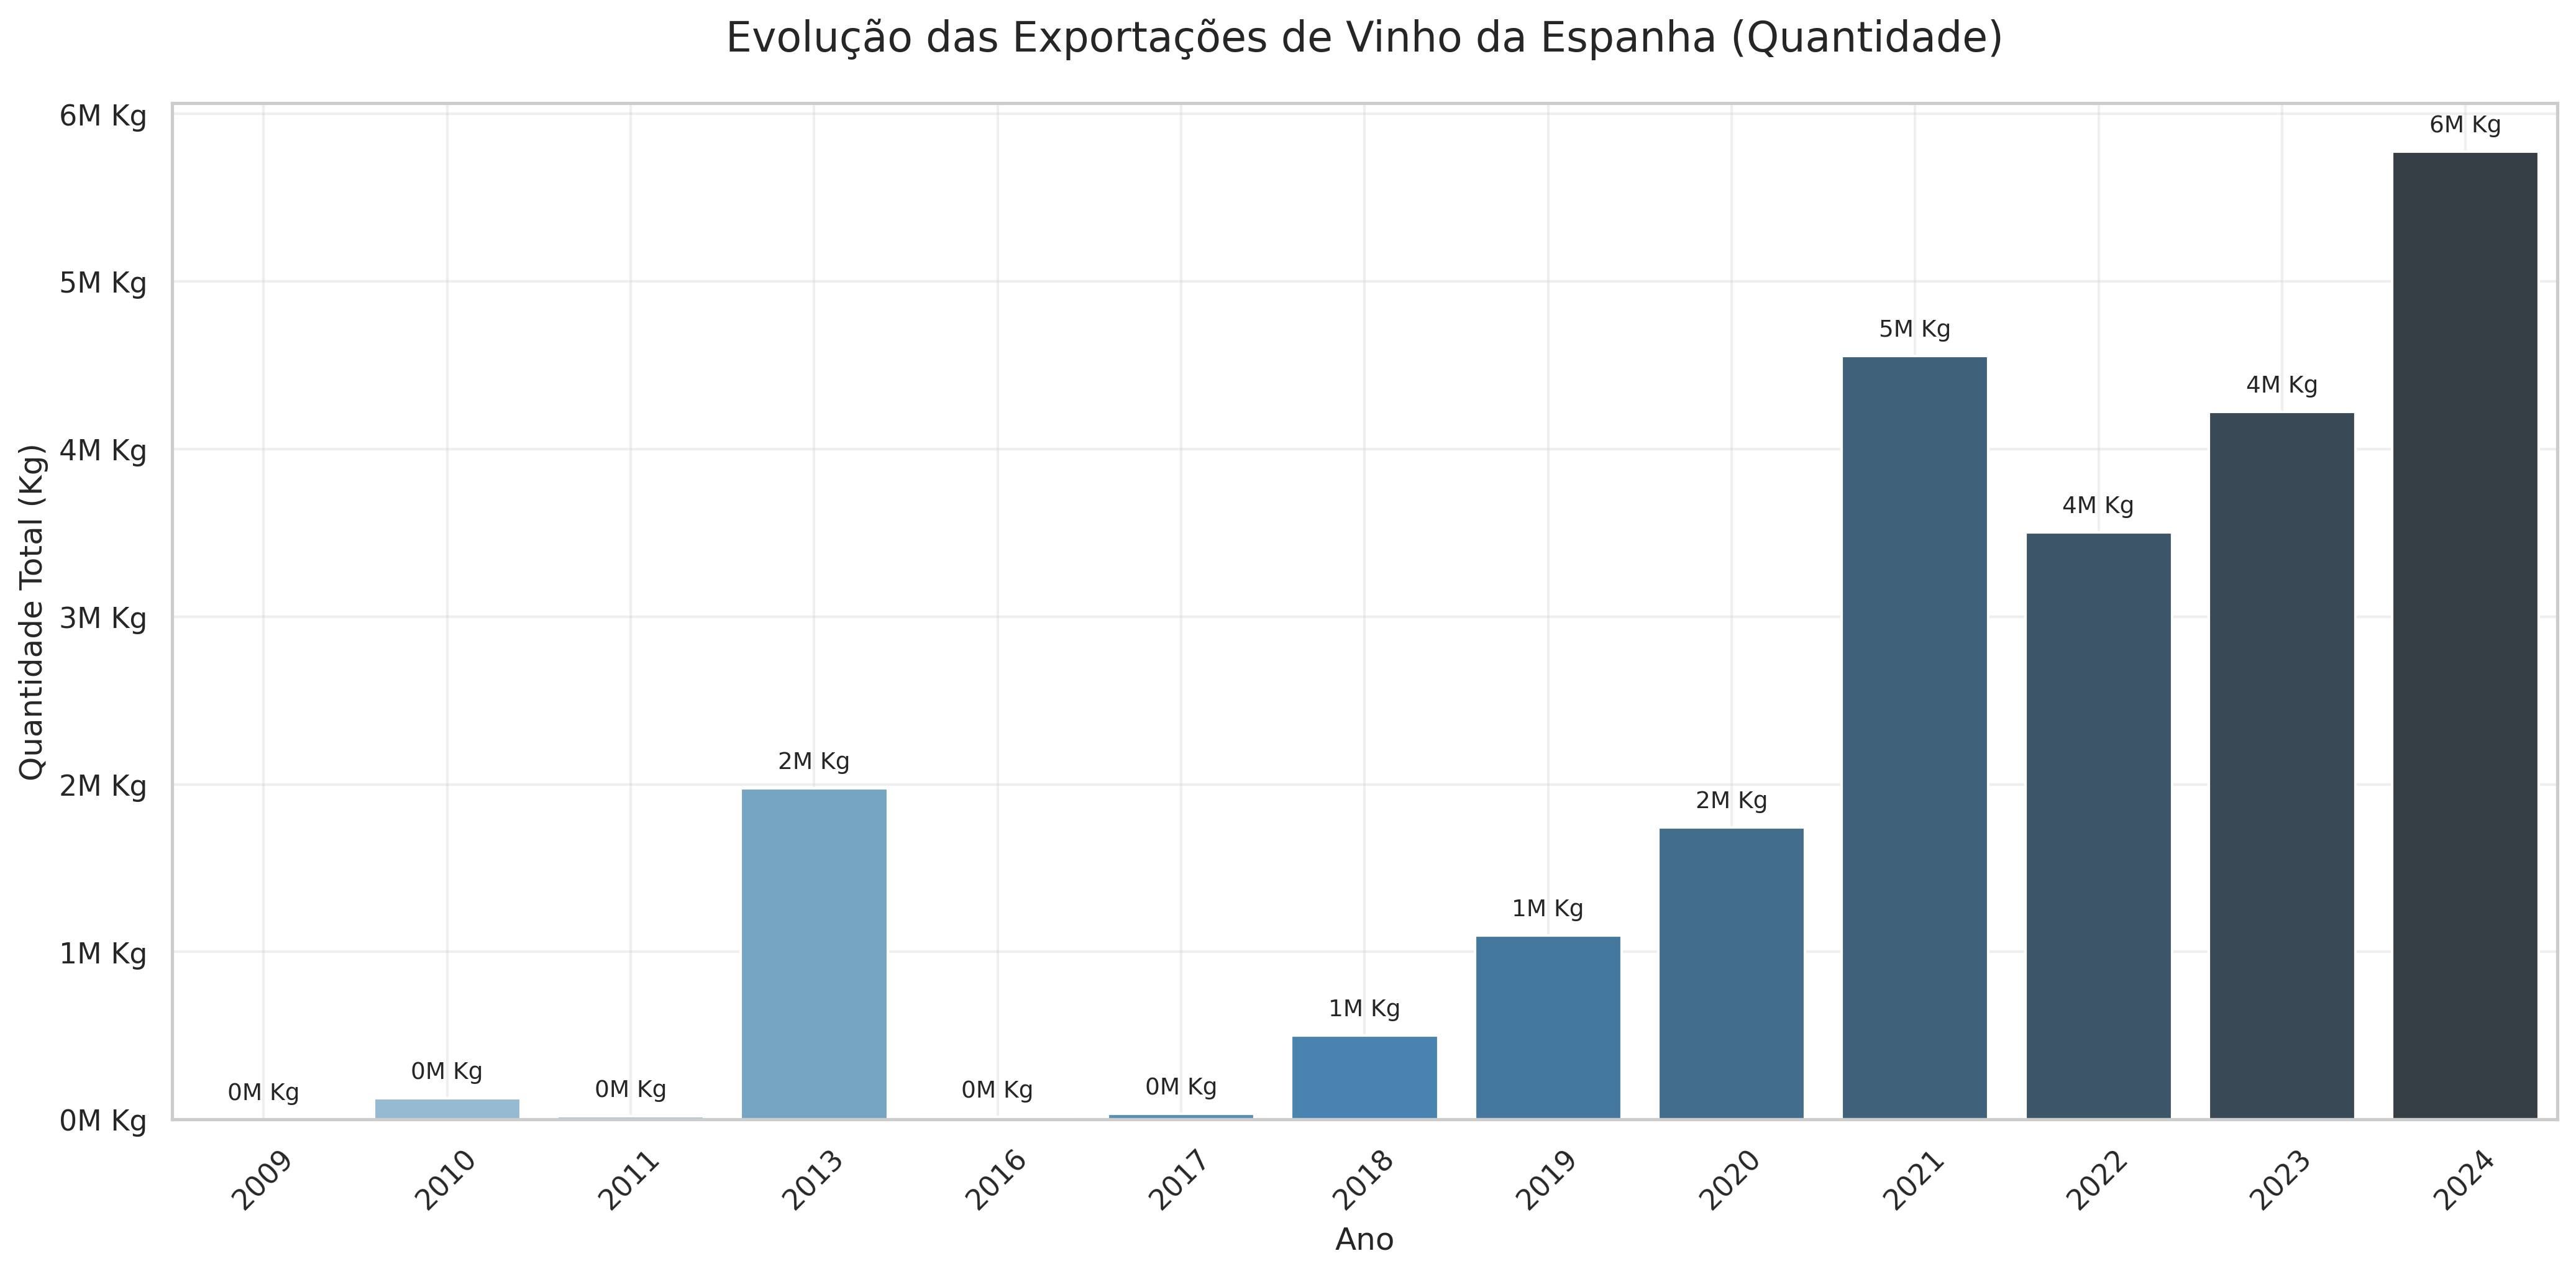 Evolução das Exportações de Vinho da Espanha (Quantidade)
Quantidade Total (Kg)
6M Kg
5M Kg
4M Kg
3M Kg
2M Kg
1M Kg
0M Kg
0M Kg
0M Kg
0M Kg
2M Kg
0M Kg
0M Kg
1M Kg
1M Kg
2M Kg
5M Kg
4M Kg
4M Kg
6M Kg
2009
2010
2011
2013
2016
2017
2018
2019
2020
2021
2022
2023
2024
Ano